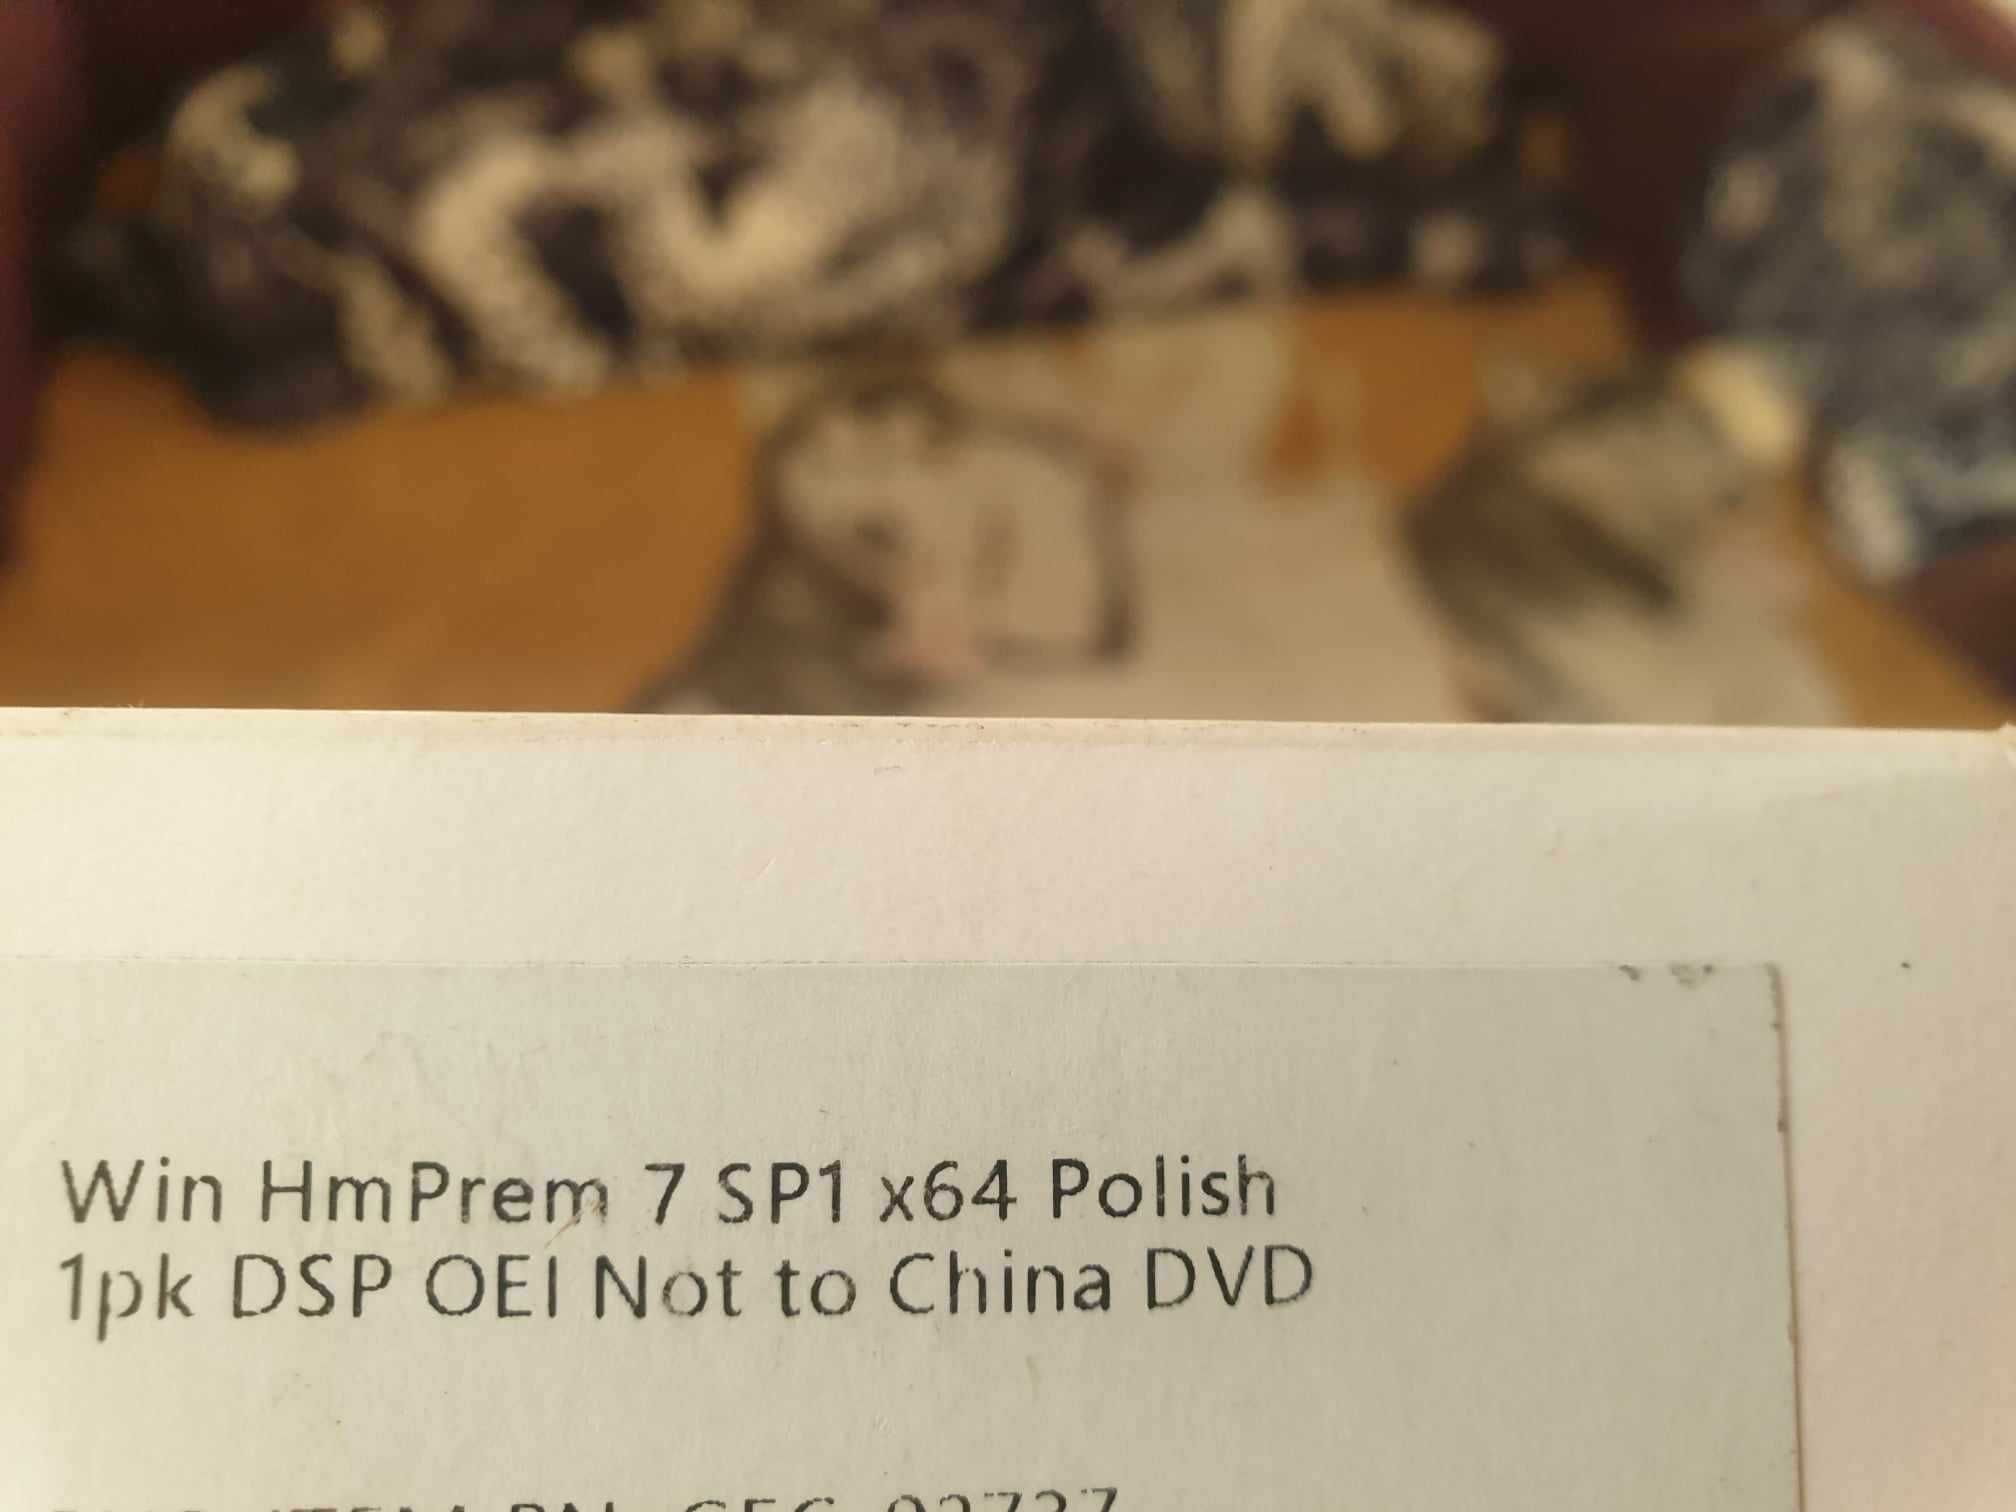 Win HmPrem 7 SP1 x64 Polish
1pk DSP OEI Not to China DVD